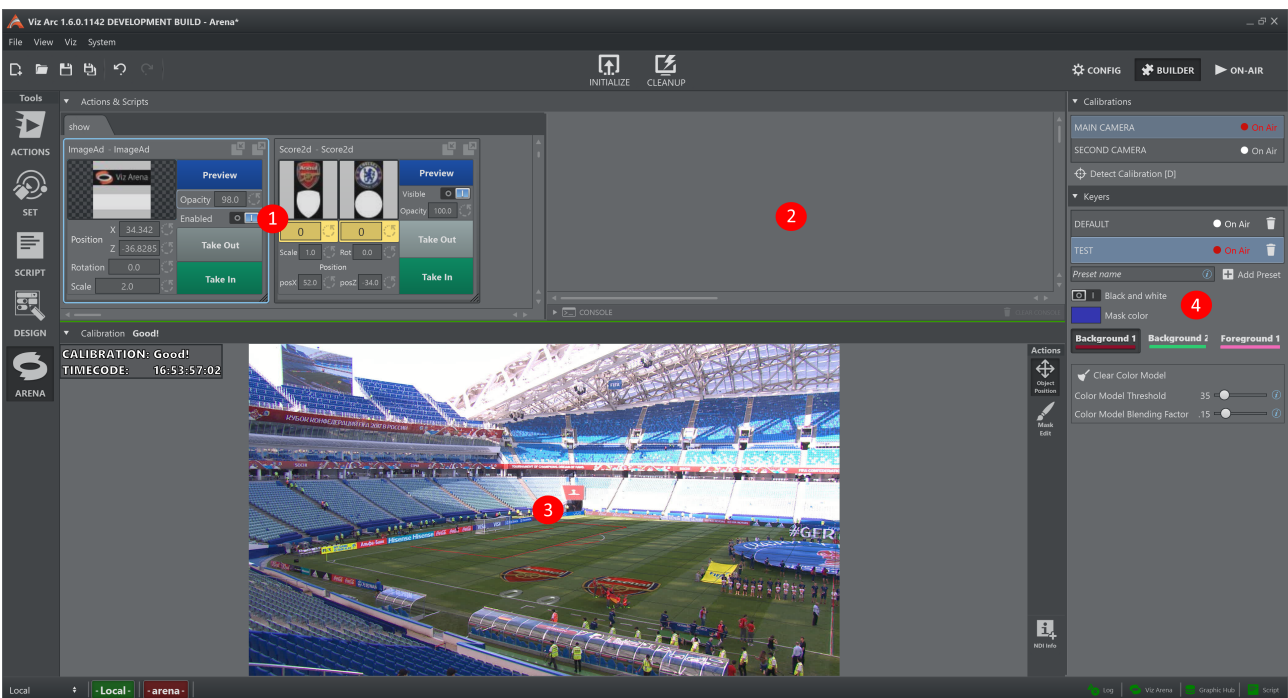 Viz Arc 1.6.0.1142 DEVELOPMENT BUILD - Arena*
File View Viz System
INITIALIZE CLEANUP
CONFIG BUILDER ON-AIR
Tools
Actions & Scripts
Calibrations
show
MAIN CAMERA On Air
ACTIONS
ImageAd - ImageAd
Score2d - Score2d
SECOND CAMERA On Air
Viz Arena
Preview
Arsenal
Preview
Detect Calibration [D]
Opacity 98.0
Visible
Keyers
SET
Enabled
1
Opacity 100.0
2
DEFAULT On Air
Position X 34.342
Z -36.8285
Take Out
0 0
Take Out
TEST On Air
Scale 1.0 Rot 0.0
SCRIPT
Rotation 0.0
Take In
Position
Take In
Preset name Add Preset
Scale 2.0
posX 52.0 posZ -34.0
Black and white
4
CONSOLE
Mask color
DESIGN
Calibration Good!
Background 1 Background 2 Foreground 1
CALIBRATION: Good!
TIMECODE: 16:53:57:02
Actions
Object
Position
Clear Color Model
ARENA
FIFA
Color Model Threshold 35
Mask
Edit
Color Model Blending Factor .15
3
#GER
Hisense Hisense
NDI Info
Local - Local - - arena -
Log Viz Arena Graphic Hub Script